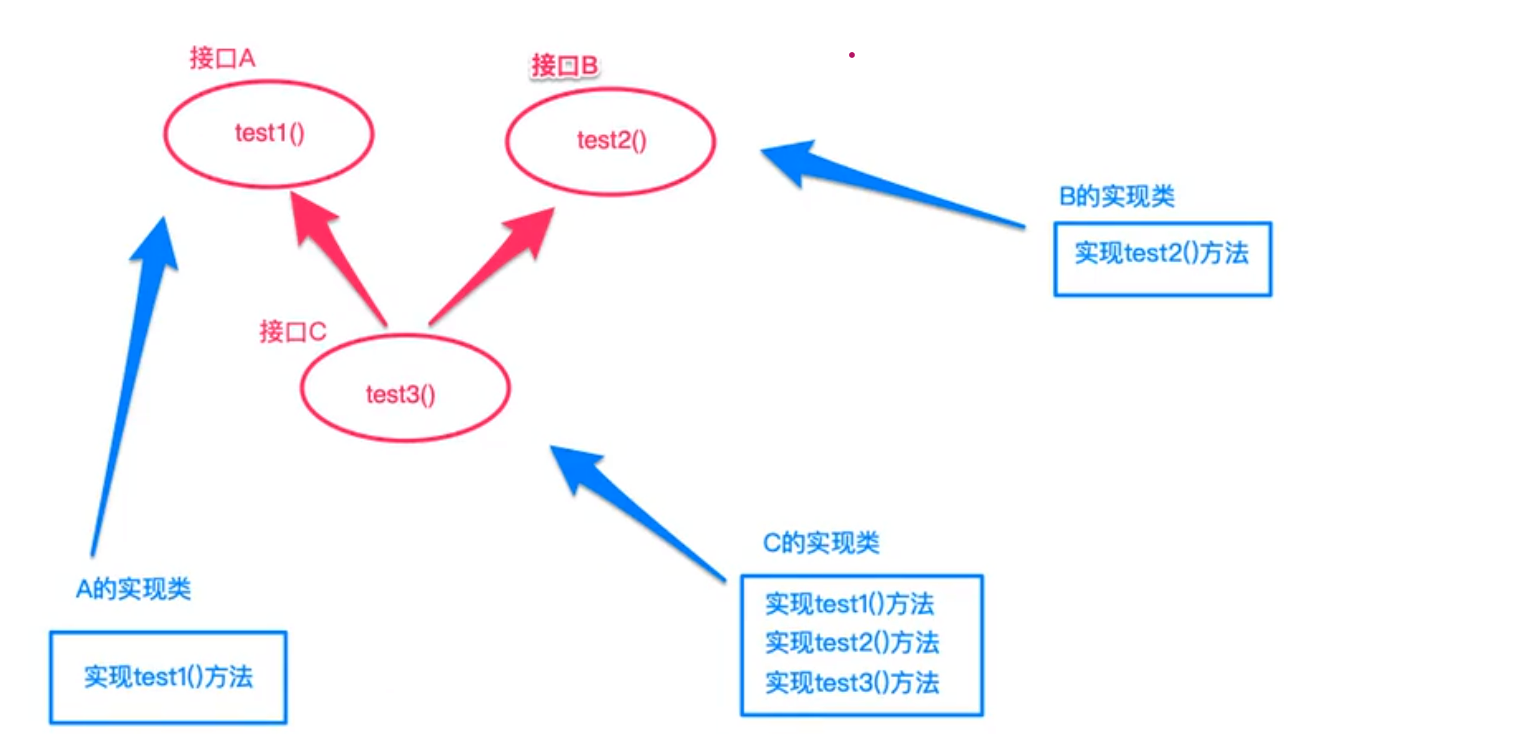 接口A
test1()
接口B
test2()
B的实现类
实现test2()方法
接口C
test3()
C的实现类
实现test1()方法
实现test2()方法
实现test3()方法
A的实现类
实现test1()方法